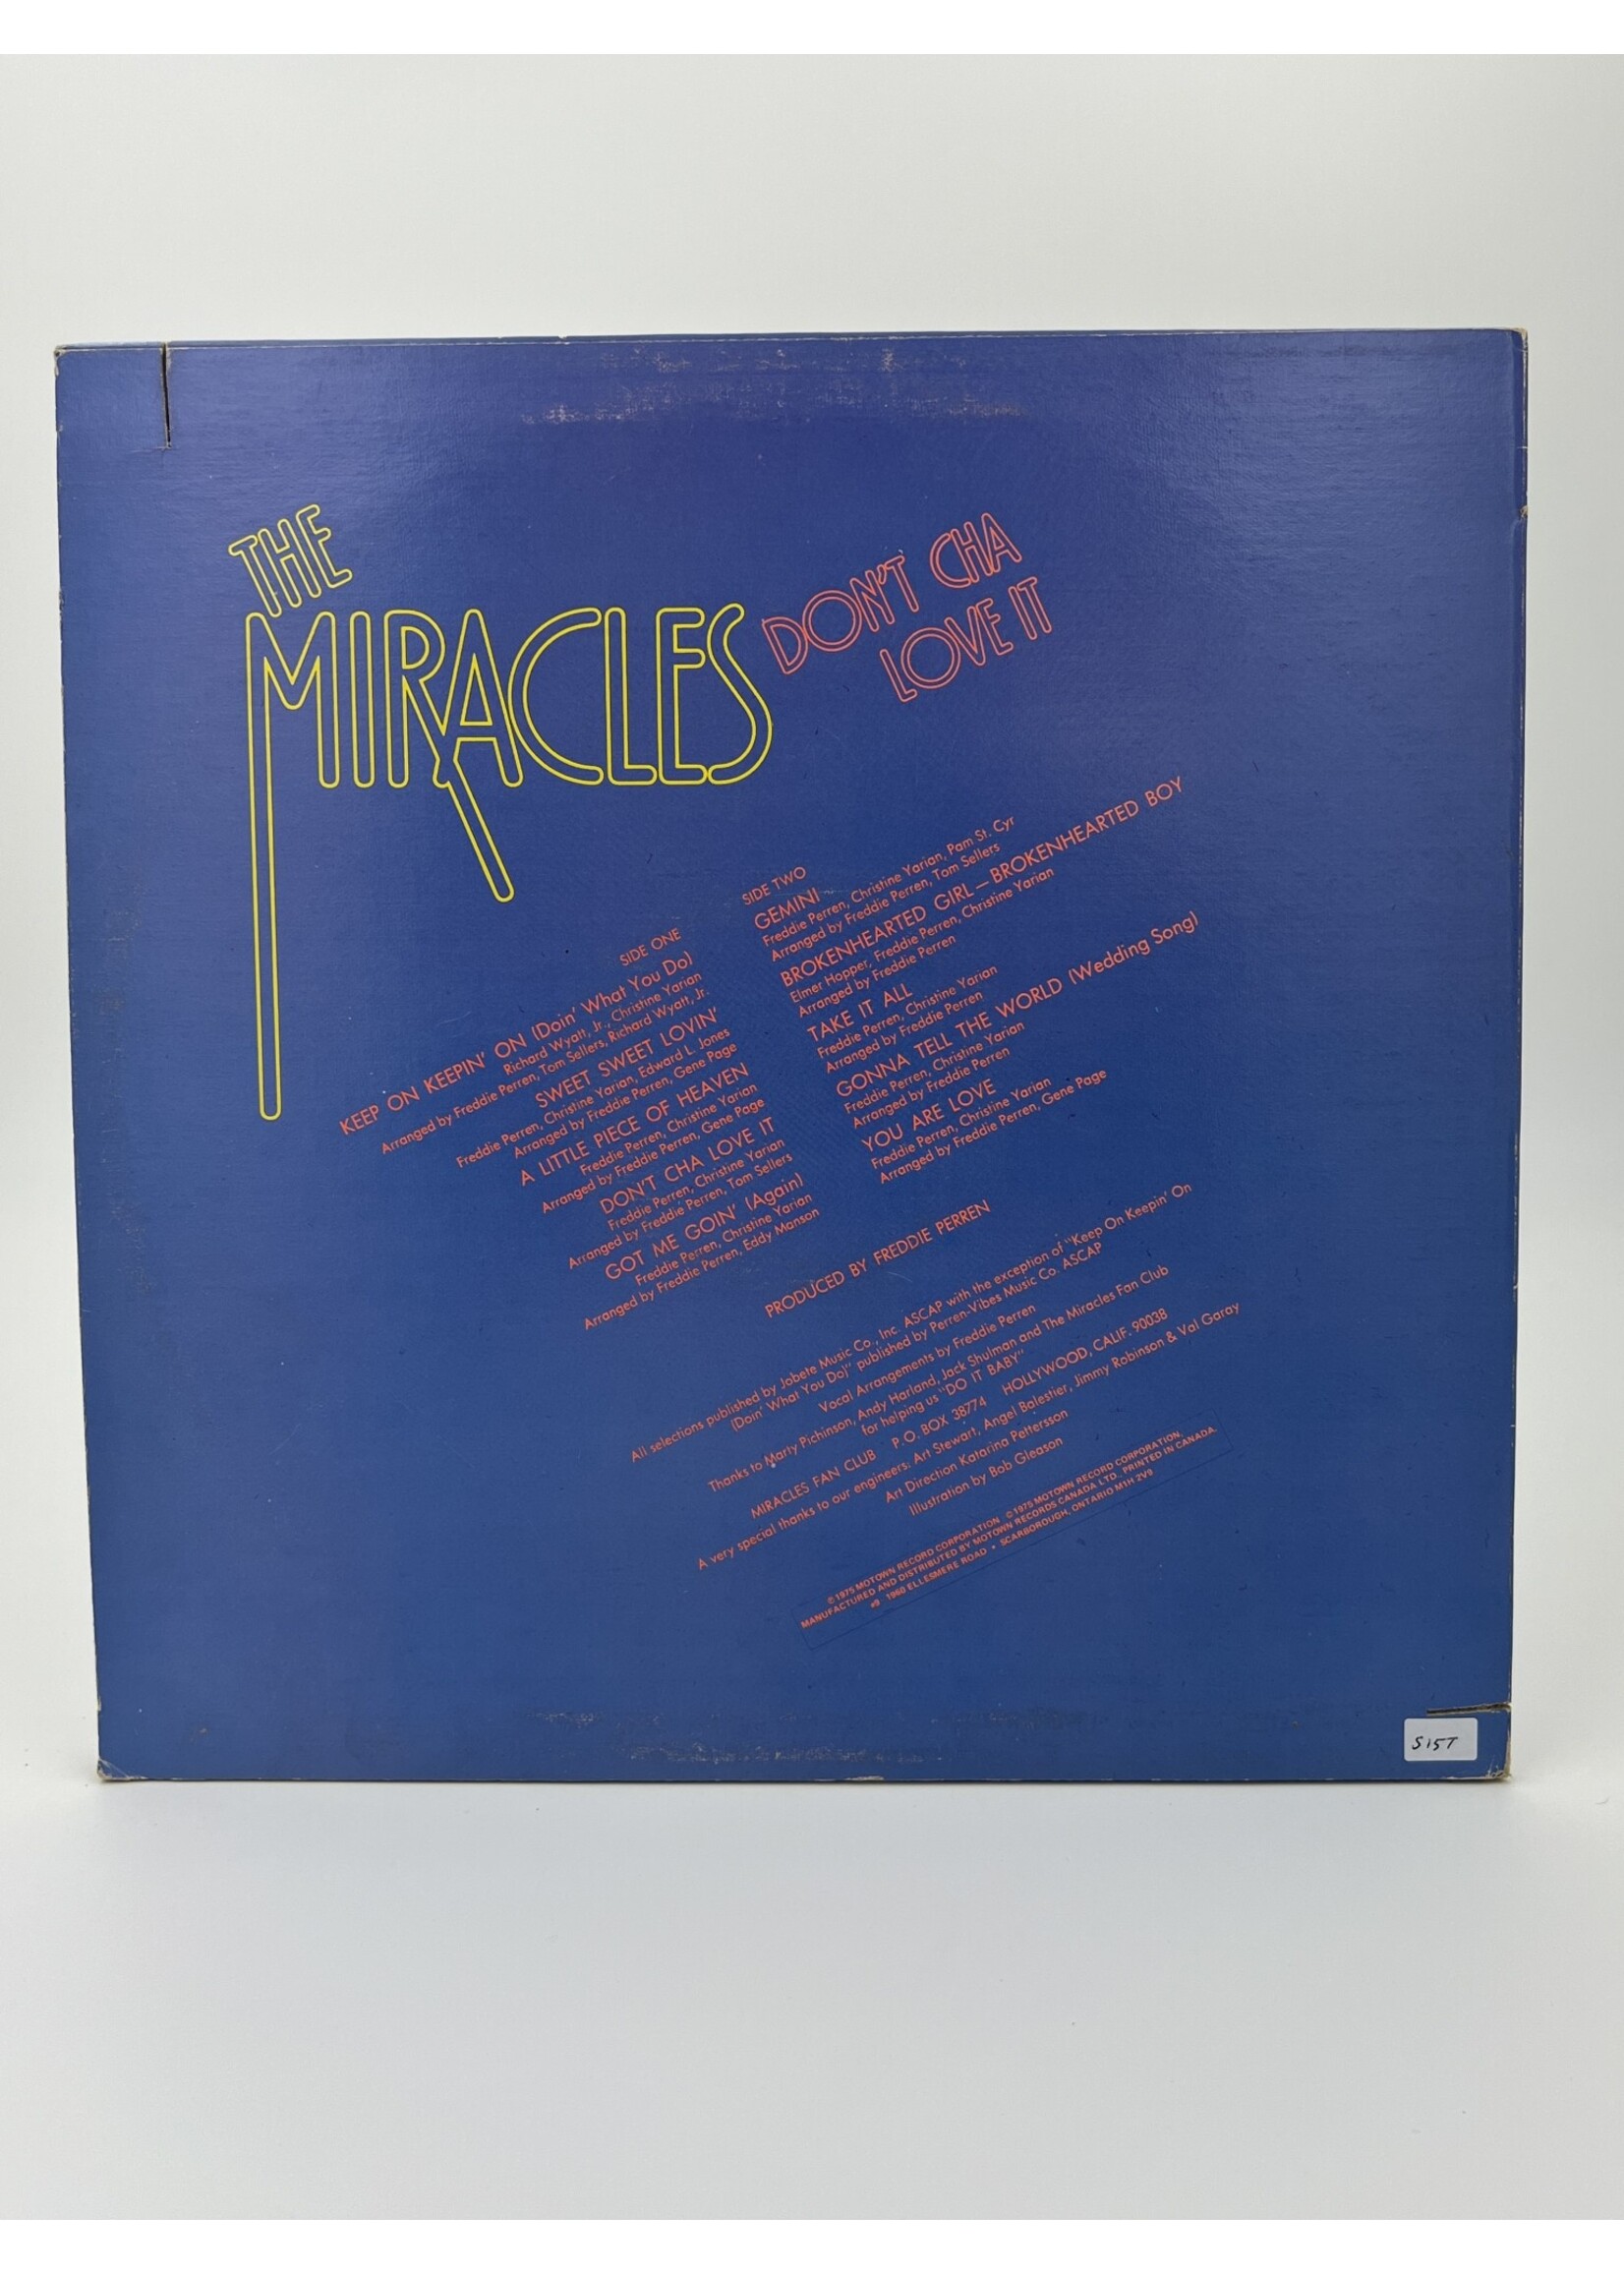 THE
MIRACLES
DON'T CHA
LOVE IT
SIDE ONE
KEEP ON KEEPIN' ON (Doin' What You Do)
Richard Wyatt, Jr., Christine Yarian
Arranged by Freddie Perren, Tom Sellers, Richard Wyatt, Jr.
SWEET SWEET LOVIN'
Freddie Perren, Christine Yarian, Edward L. Jones
Arranged by Freddie Perren, Gene Page
A LITTLE PIECE OF HEAVEN
Freddie Perren, Christine Yarian
Arranged by Freddie Perren, Gene Page
DON'T CHA LOVE IT
Freddie Perren, Christine Yarian
Arranged by Freddie Perren, Tom Sellers
GOT ME GOIN' (Again)
Freddie Perren, Christine Yarian
Arranged by Freddie Perren, Eddy Manson
SIDE TWO
GEMINI
Freddie Perren, Christine Yarian, Pam St. Cyr
Arranged by Freddie Perren, Tom Sellers
BROKENHEARTED GIRL—BROKENHEARTED BOY
Elmer Hopper, Freddie Perren, Christine Yarian
Arranged by Freddie Perren
TAKE IT ALL
Freddie Perren, Christine Yarian
Arranged by Freddie Perren
GONNA TELL THE WORLD (Wedding Song)
Freddie Perren, Christine Yarian
Arranged by Freddie Perren
YOU ARE LOVE
Freddie Perren, Christine Yarian
Arranged by Freddie Perren, Gene Page
PRODUCED BY FREDDIE PERREN
All selections published by Jobete Music Co., Inc. ASCAP with the exception of "Keep On Keepin' On
(Doin' What You Do)" published by Perren-Vibes Music Co. ASCAP
Vocal Arrangements by Freddie Perren
Thanks to Marty Pichinson, Andy Harland, Jack Shulman and The Miracles Fan Club
for helping us "DO IT BABY"
MIRACLES FAN CLUB P.O. BOX 38774 HOLLYWOOD, CALIF. 90038
A very special thanks to our engineers: Art Stewart, Angel Balestier, Jimmy Robinson & Val Garay
Art Direction Katarina Pettersson
Illustration by Bob Gleason
©1975 MOTOWN RECORD CORPORATION ℗1975 MOTOWN RECORD CORPORATION.
MANUFACTURED AND DISTRIBUTED BY MOTOWN RECORDS CANADA LTD., PRINTED IN CANADA.
1960 ELLESMERE ROAD • SCARBOROUGH, ONTARIO M1H 2V9
S15T